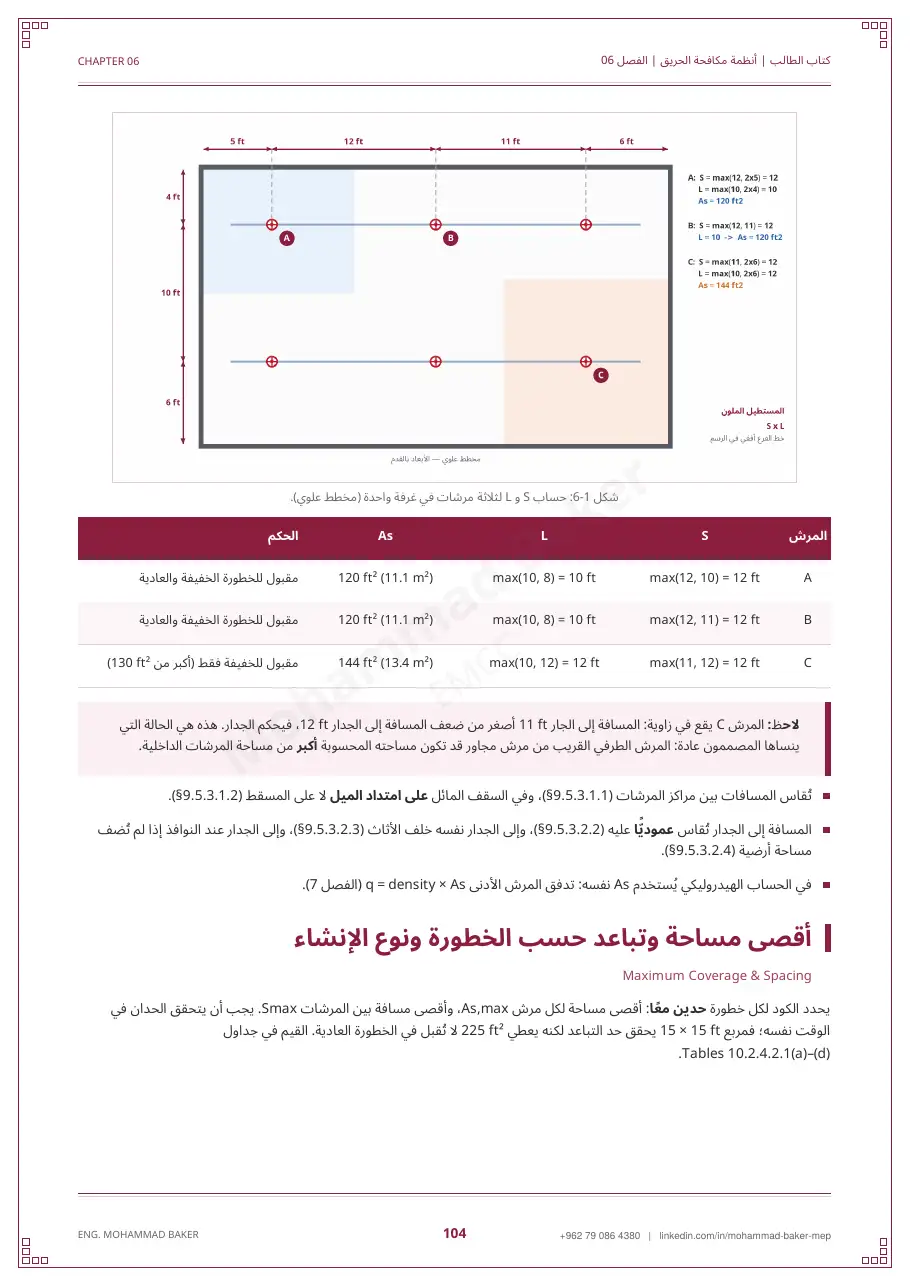 CHAPTER 06
كتاب الطالب | أنظمة مكافحة الحريق | الفصل 06
5 ft
12 ft
11 ft
6 ft
4 ft
10 ft
6 ft
A
B
C
A: S = max(12, 2x5) = 12
L = max(10, 2x4) = 10
As = 120 ft2
B: S = max(12, 11) = 12
L = 10 -> As = 120 ft2
C: S = max(11, 2x6) = 12
L = max(10, 2x6) = 12
As = 144 ft2
المستطيل الملون
S x L
خط الفرع أفقي في الرسم
مخطط علوي — الأبعاد بالقدم
شكل 1-6: حساب S و L لثلاثة مرشات في غرفة واحدة (مخطط علوي).
المرش S L As الحكم
A max(12, 10) = 12 ft max(10, 8) = 10 ft 120 ft² (11.1 m²) مقبول للخطورة الخفيفة والعادية
B max(12, 11) = 12 ft max(10, 8) = 10 ft 120 ft² (11.1 m²) مقبول للخطورة الخفيفة والعادية
C max(11, 12) = 12 ft max(10, 12) = 12 ft 144 ft² (13.4 m²) مقبول للخفيفة فقط (أكبر من 130 ft²)
لاحظ: المرش C يقع في زاوية: المسافة إلى الجار 11 ft أصغر من ضعف المسافة إلى الجدار 12 ft، فيحكم الجدار. هذه هي الحالة التي
ينساها المصممون عادة: المرش الطرفي القريب من مرش مجاور قد تكون مساحته المحسوبة أكبر من مساحة المرشات الداخلية.
تُقاس المسافات بين مراكز المرشات (§9.5.3.1.1)، وفي السقف المائل على امتداد الميل لا على المسقط (§9.5.3.1.2).
المسافة إلى الجدار تُقاس عموديًّا عليه (§9.5.3.2.2)، وإلى الجدار نفسه خلف الأثاث (§9.5.3.2.3)، وإلى الجدار عند النوافذ إذا لم تُضف
مساحة أرضية (§9.5.3.2.4).
في الحساب الهيدروليكي يُستخدم As نفسه: تدفق المرش الأدنى q = density × As (الفصل 7).
أقصى مساحة وتباعد حسب الخطورة ونوع الإنشاء
Maximum Coverage & Spacing
يحدد الكود لكل خطورة حدين معًا: أقصى مساحة لكل مرش As,max، وأقصى مسافة بين المرشات Smax. يجب أن يتحقق الحدان في
الوقت نفسه؛ فمربع 15 × 15 ft يحقق حد التباعد لكنه يعطي 225 ft² لا تُقبل في الخطورة العادية. القيم في جداول
Tables 10.2.4.2.1(a)–(d).
Mohammad Baker
EMCC
ENG. MOHAMMAD BAKER
104
+962 79 086 4380 | linkedin.com/in/mohammad-baker-mep